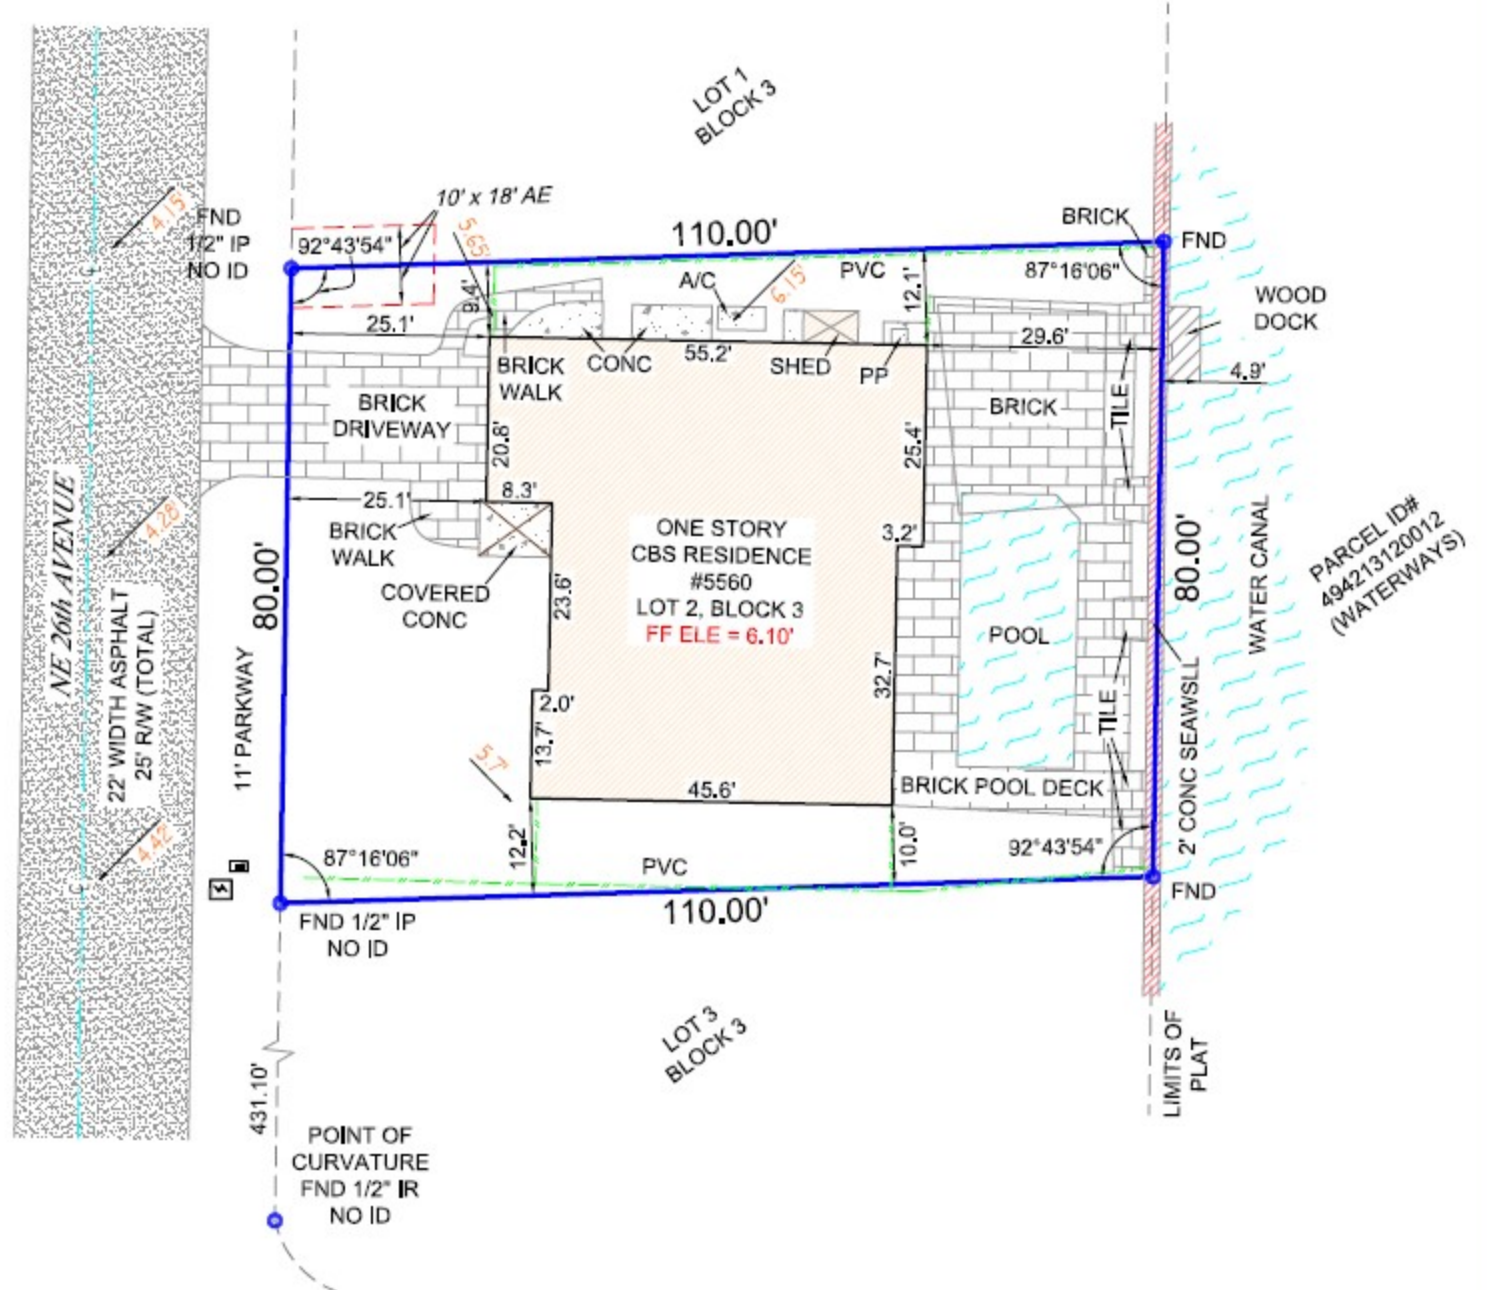 LOT 1
BLOCK 3
10' x 18' AE
4.15'
FND
1/2" IP
NO ID
92°43'54"
5.65'
110.00'
BRICK
FND
9.4'
A/C
6.15'
PVC
12.1'
87°16'06"
WOOD
DOCK
25.1'
BRICK
WALK
CONC
55.2'
SHED
PP
29.6'
4.9'
BRICK
DRIVEWAY
20.8'
25.4'
BRICK
TILE
25.1'
8.3'
4.28'
BRICK
WALK
COVERED
CONC
ONE STORY
CBS RESIDENCE
#5560
LOT 2, BLOCK 3
FF ELE = 6.10'
3.2'
POOL
80.00'
WATER CANAL
PARCEL ID#
494213120012
(WATERWAYS)
NE 26th AVENUE
22' WIDTH ASPHALT
25' R/W (TOTAL)
80.00'
11' PARKWAY
23.6'
32.7'
2.0'
13.7'
TILE
2' CONC SEAWSLL
5.7'
45.6'
BRICK POOL DECK
4.42'
87°16'06"
12.2'
PVC
10.0'
92°43'54"
FND
FND 1/2" IP
NO ID
110.00'
LOT 3
BLOCK 3
LIMITS OF
PLAT
431.10'
POINT OF
CURVATURE
FND 1/2" IR
NO ID